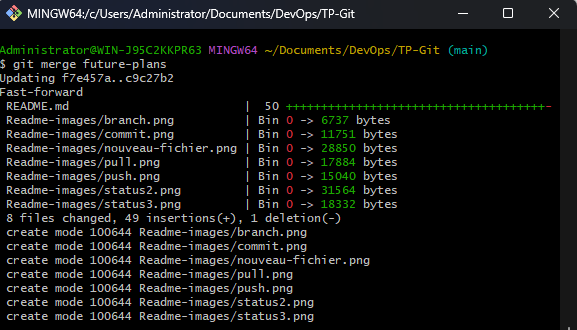 MINGW64:/c/Users/Administrator/Documents/DevOps/TP-Git
Administrator@WIN-J95C2KKPR63 MINGW64 ~/Documents/DevOps/TP-Git (main)
$ git merge future-plans
Updating f7e457a..c9c27b2
Fast-forward
 README.md                         |  50 +++++++++++++++++++++++++++++++++++++-
 Readme-images/branch.png          | Bin 0 -> 6737 bytes
 Readme-images/commit.png          | Bin 0 -> 11751 bytes
 Readme-images/nouveau-fichier.png | Bin 0 -> 28850 bytes
 Readme-images/pull.png            | Bin 0 -> 17884 bytes
 Readme-images/push.png            | Bin 0 -> 15040 bytes
 Readme-images/status2.png         | Bin 0 -> 31564 bytes
 Readme-images/status3.png         | Bin 0 -> 18332 bytes
 8 files changed, 49 insertions(+), 1 deletion(-)
 create mode 100644 Readme-images/branch.png
 create mode 100644 Readme-images/commit.png
 create mode 100644 Readme-images/nouveau-fichier.png
 create mode 100644 Readme-images/pull.png
 create mode 100644 Readme-images/push.png
 create mode 100644 Readme-images/status2.png
 create mode 100644 Readme-images/status3.png